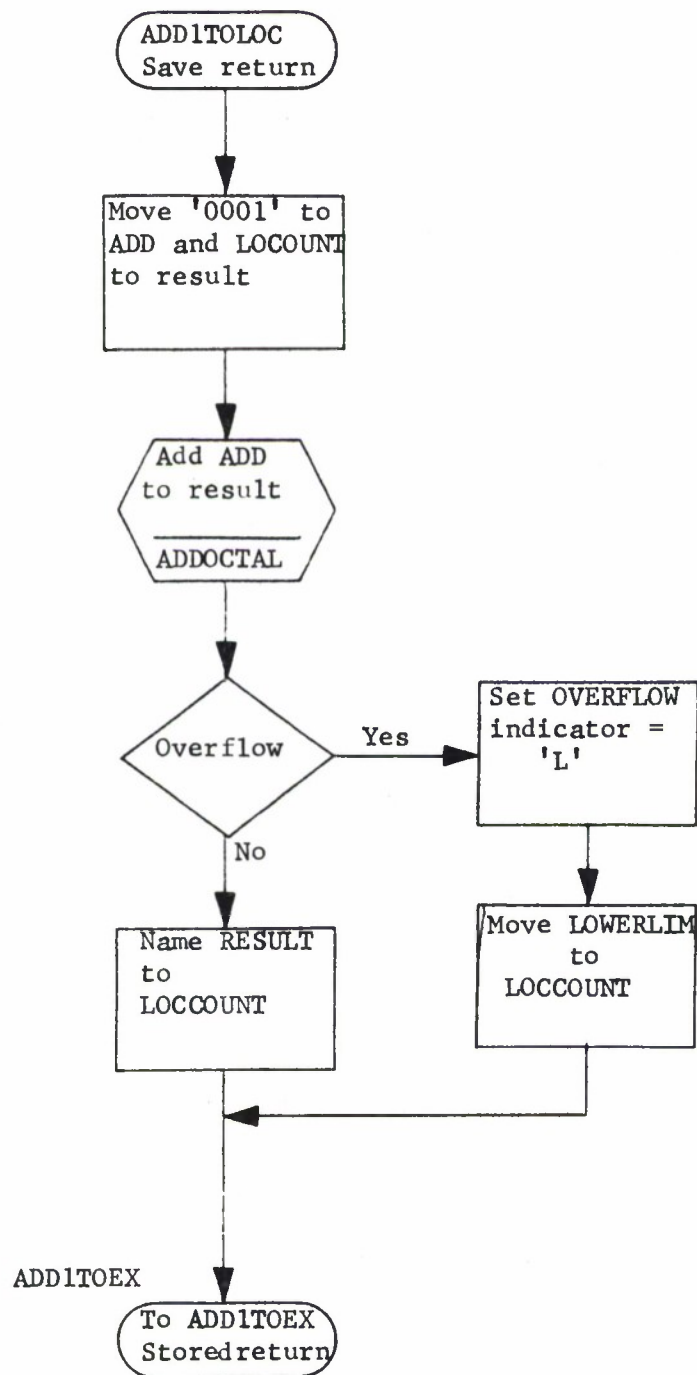 ADD1TOLOC
Save return
Move '0001' to
ADD and LOCOUNT
to result
Add ADD
to result
ADDOCTAL
Overflow
Yes
Set OVERFLOW
indicator =
'L'
No
Name RESULT
to
LOCCOUNT
Move LOWERLIM
to
LOCCOUNT
ADD1TOEX
To ADD1TOEX
Storedreturn